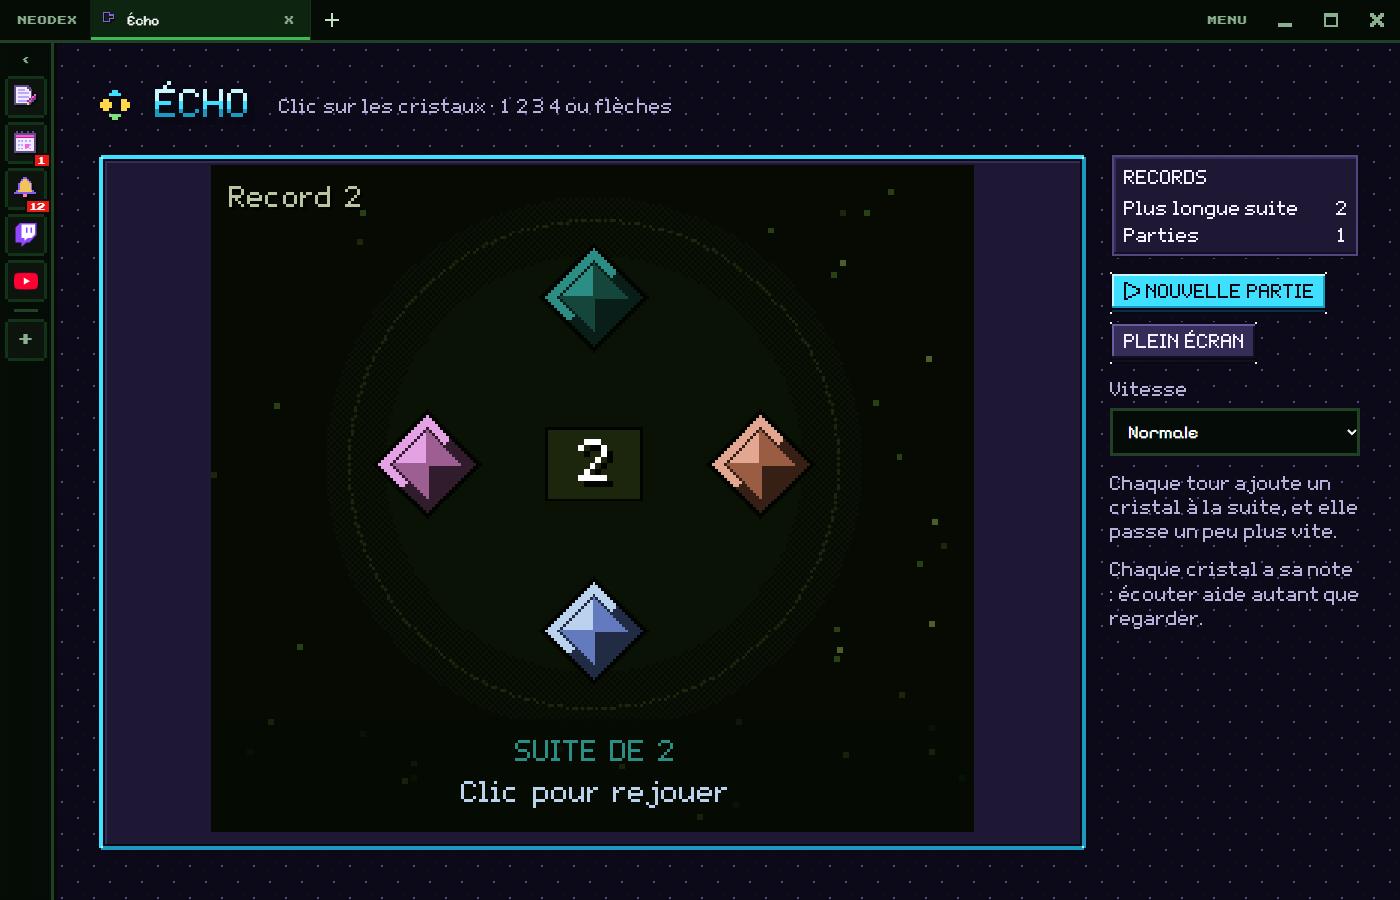 NEODEX
Écho
MENU
1
12
ÉCHO
Clic sur les cristaux · 1 2 3 4 ou flèches
Record 2
2
SUITE DE 2
Clic pour rejouer
RECORDS
Plus longue suite 2
Parties 1
NOUVELLE PARTIE
PLEIN ÉCRAN
Vitesse
Normale
Chaque tour ajoute un
cristal à la suite, et elle
passe un peu plus vite.
Chaque cristal a sa note
: écouter aide autant que
regarder.